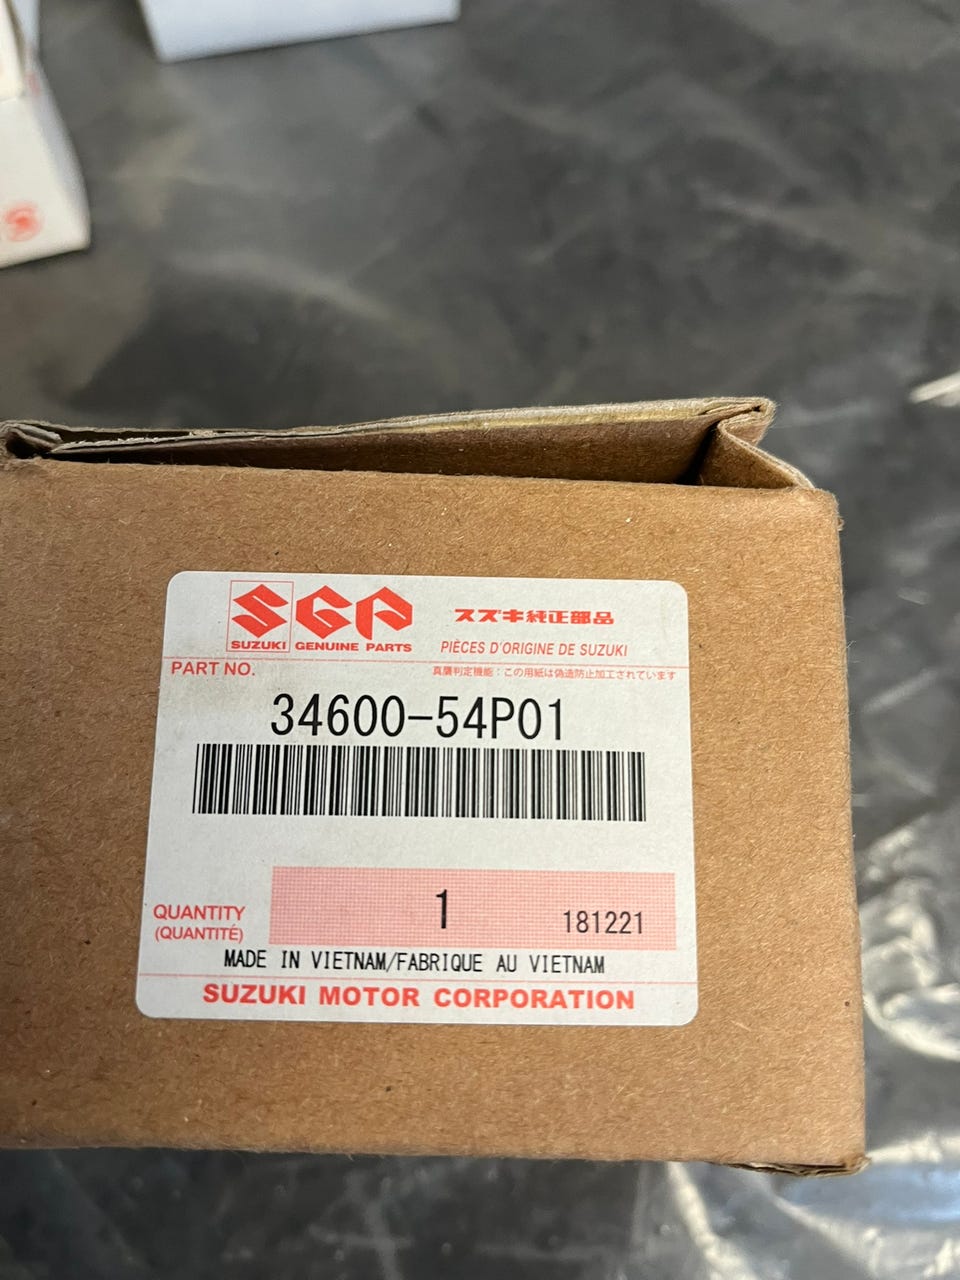 SGP
スズキ純正部品
SUZUKI GENUINE PARTS
PIÈCES D'ORIGINE DE SUZUKI
PART NO.
真贋判定機能：この用紙は偽造防止加工されています
34600-54P01
QUANTITY
(QUANTITÉ)
1
181221
MADE IN VIETNAM/FABRIQUE AU VIETNAM
SUZUKI MOTOR CORPORATION